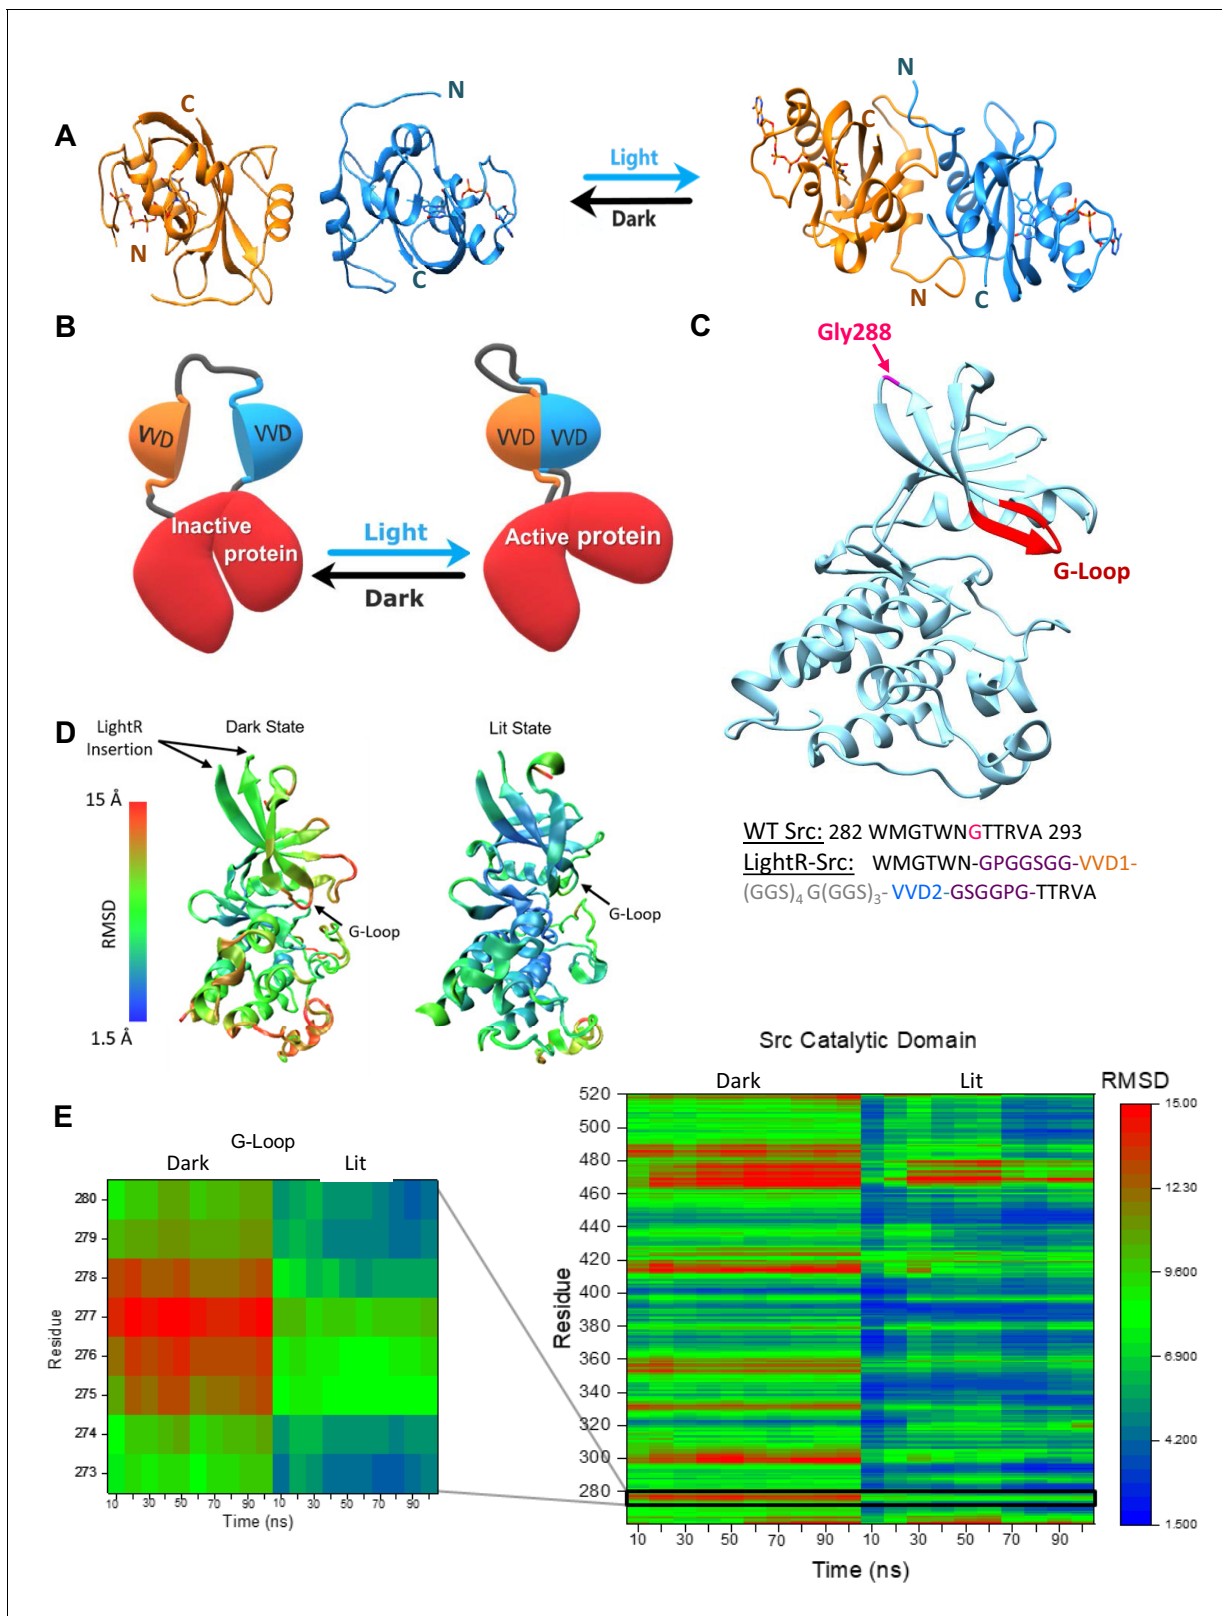 A
C
N
N
C
Light
Dark
N
C
N
C
B
VVD
VVD
Inactive
protein
Light
Dark
VVD
VVD
Active protein
C
Gly288
G-Loop
WT Src: 282 WMGTWNGTTRVA 293
LightR-Src: WMGTWN-GPGGSGG-VVD1-
(GGS)4 G(GGS)3- VVD2-GSGGPG-TTRVA
D
LightR
Insertion
Dark State
Lit State
15 Å
RMSD
1.5 Å
G-Loop
G-Loop
E
G-Loop
Dark
Lit
280
279
278
277
276
275
274
273
Residue
10 30 50 70 90 10 30 50 70 90
Time (ns)
Src Catalytic Domain
Dark
Lit
RMSD
520
500
480
460
440
420
400
380
360
340
320
300
280
Residue
10 30 50 70 90 10 30 50 70 90
Time (ns)
15.00
12.30
9.600
6.900
4.200
1.500